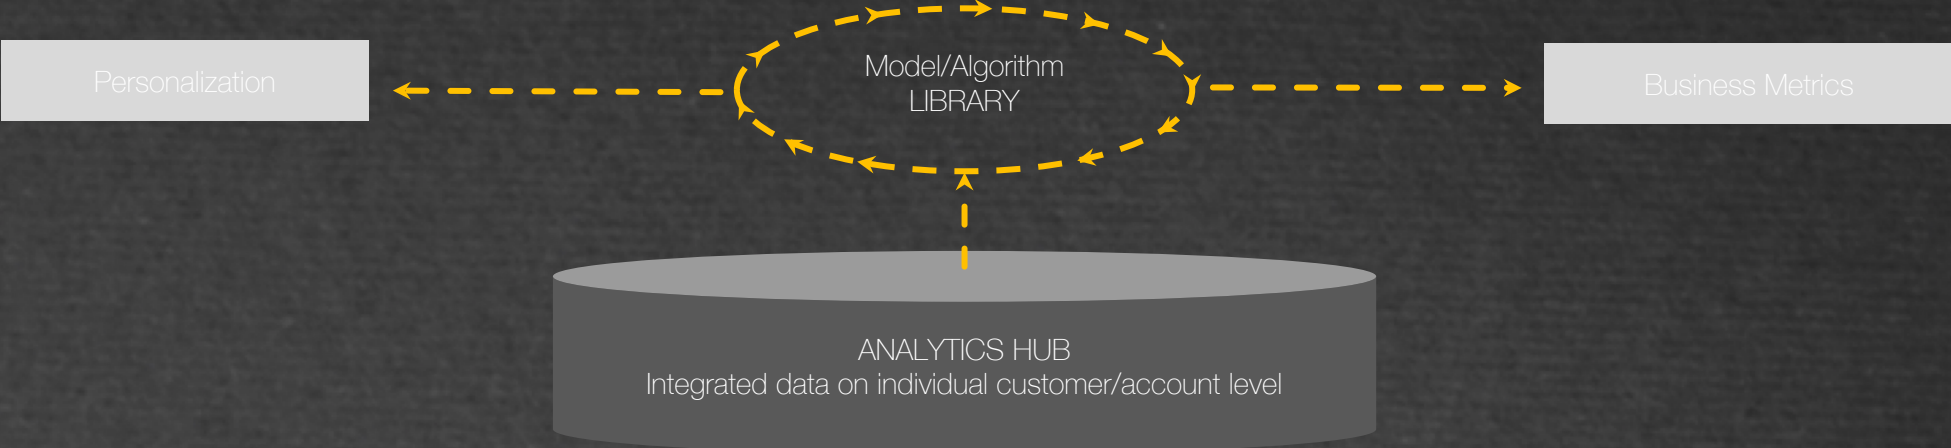 Personalization
Model/Algorithm
LIBRARY
Business Metrics
ANALYTICS HUB
Integrated data on individual customer/account level